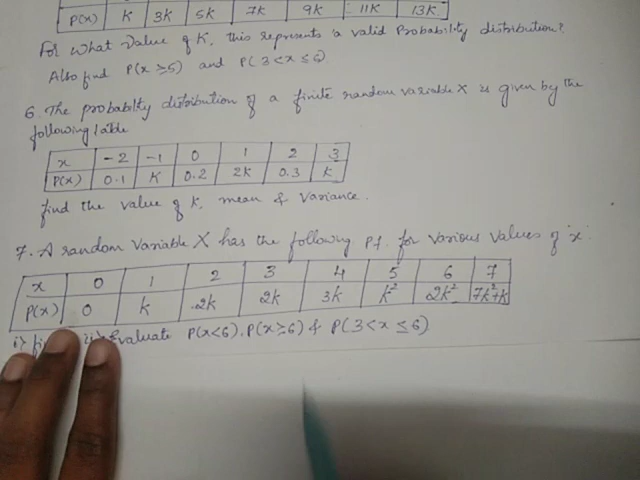 P(x) K 3K 5K 7K 9K 11K 13K
For what value of K, this represents a valid Probability distribution?
Also find P(x ≥ 5) and P(3 < x ≤ 6)
6. The probability distribution of a finite random variable X is given by the
following table
x -2 -1 0 1 2 3
P(x) 0.1 K 0.2 2K 0.3 K
find the value of K, mean & variance.
7. A random variable X has the following P.f. for various values of x.
x 0 1 2 3 4 5 6 7
P(x) 0 k 2k 2k 3k k² 2k² 7k²+k
i) ii) Evaluate P(x<6), P(x≥6) & P(3<x≤6)